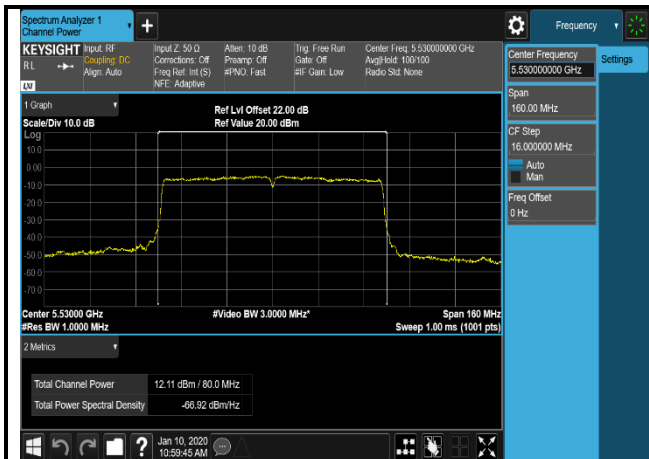 Spectrum Analyzer 1
Channel Power
+
Frequency
KEYSIGHT
RL
LXI
Input: RF
Coupling: DC
Align: Auto
Input Z: 50 Ω
Corrections: Off
Freq Ref: Int (S)
NFE: Adaptive
Atten: 10 dB
Preamp: Off
#PNO: Fast
Trig: Free Run
Gate: Off
#IF Gain: Low
Center Freq: 5.530000000 GHz
Avg|Hold: 100/100
Radio Std: None
Center Frequency
5.530000000 GHz
Settings
Span
160.00 MHz
CF Step
16.000000 MHz
Auto
Man
Freq Offset
0 Hz
1 Graph
Scale/Div 10.0 dB
Ref Lvl Offset 22.00 dB
Ref Value 20.00 dBm
Log
10.0
0.00
-10.0
-20.0
-30.0
-40.0
-50.0
-60.0
-70.0
Center 5.53000 GHz
#Res BW 1.0000 MHz
#Video BW 3.0000 MHz*
Span 160 MHz
Sweep 1.00 ms (1001 pts)
2 Metrics
Total Channel Power 12.11 dBm / 80.0 MHz
Total Power Spectral Density -66.92 dBm/Hz
?
Jan 10, 2020
10:59:45 AM